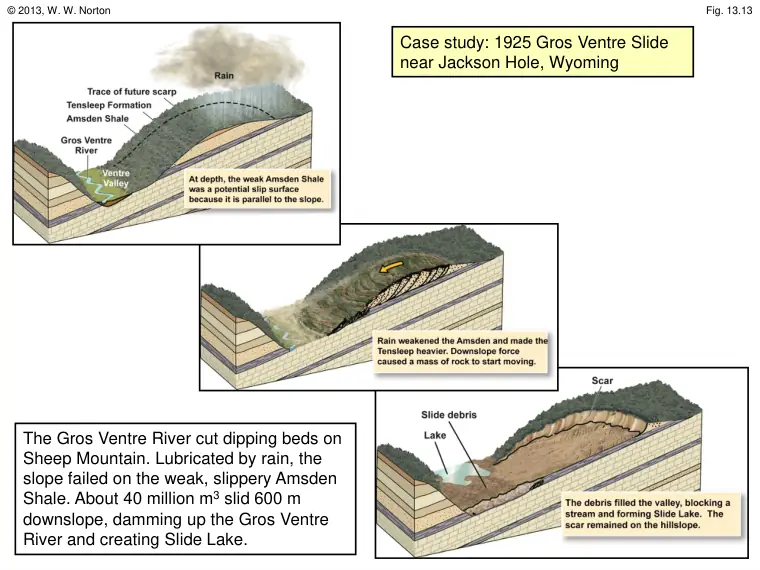 © 2013, W. W. Norton
Fig. 13.13
Case study: 1925 Gros Ventre Slide
near Jackson Hole, Wyoming
Rain
Trace of future scarp
Tensleep Formation
Amsden Shale
Gros Ventre
River
Ventre
Valley
At depth, the weak Amsden Shale
was a potential slip surface
because it is parallel to the slope.
Rain weakened the Amsden and made the
Tensleep heavier. Downslope force
caused a mass of rock to start moving.
Scar
Slide debris
Lake
The debris filled the valley, blocking a
stream and forming Slide Lake. The
scar remained on the hillslope.
The Gros Ventre River cut dipping beds on
Sheep Mountain. Lubricated by rain, the
slope failed on the weak, slippery Amsden
Shale. About 40 million m³ slid 600 m
downslope, damming up the Gros Ventre
River and creating Slide Lake.